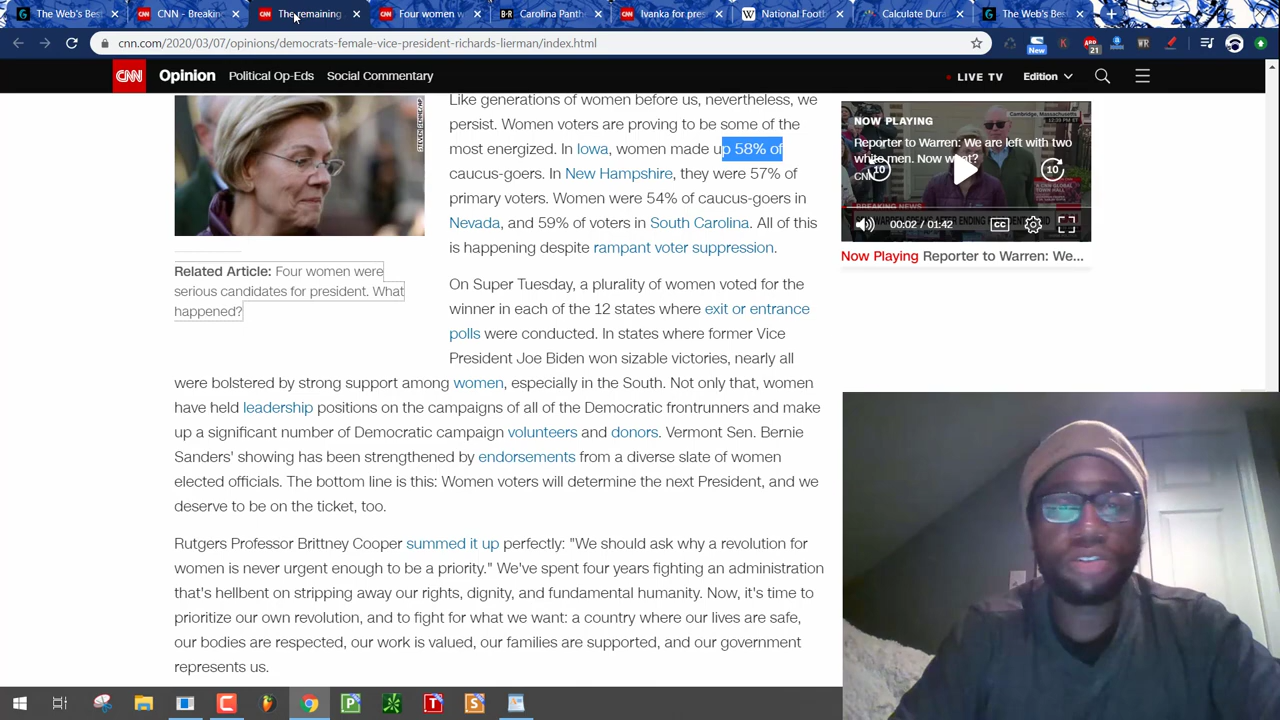 The Web's Bes
CNN - Breakin
The remaining
Four women w
Carolina Panth
Ivanka for pres
National Footb
Calculate Dura
The Web's Bes
cnn.com/2020/03/07/opinions/democrats-female-vice-president-richards-lierman/index.html
New
21
WR
CNN Opinion Political Op-Eds Social Commentary LIVE TV Edition
Like generations of women before us, nevertheless, we
persist. Women voters are proving to be some of the
most energized. In Iowa, women made up 58% of
caucus-goers. In New Hampshire, they were 57% of
primary voters. Women were 54% of caucus-goers in
Nevada, and 59% of voters in South Carolina. All of this
is happening despite rampant voter suppression.
Related Article: Four women were
serious candidates for president. What
happened?
On Super Tuesday, a plurality of women voted for the
winner in each of the 12 states where exit or entrance
polls were conducted. In states where former Vice
President Joe Biden won sizable victories, nearly all
were bolstered by strong support among women, especially in the South. Not only that, women
have held leadership positions on the campaigns of all of the Democratic frontrunners and make
up a significant number of Democratic campaign volunteers and donors. Vermont Sen. Bernie
Sanders' showing has been strengthened by endorsements from a diverse slate of women
elected officials. The bottom line is this: Women voters will determine the next President, and we
deserve to be on the ticket, too.
Rutgers Professor Brittney Cooper summed it up perfectly: "We should ask why a revolution for
women is never urgent enough to be a priority." We've spent four years fighting an administration
that's hellbent on stripping away our rights, dignity, and fundamental humanity. Now, it's time to
prioritize our own revolution, and to fight for what we want: a country where our lives are safe,
our bodies are respected, our work is valued, our families are supported, and our government
represents us.
Cambridge, Massachusetts
NOW PLAYING
Reporter to Warren: We are left with two
white men. Now what?
CNN
10
10
BREAKING NEWS
00:02 / 01:42
CC
Now Playing Reporter to Warren: We...